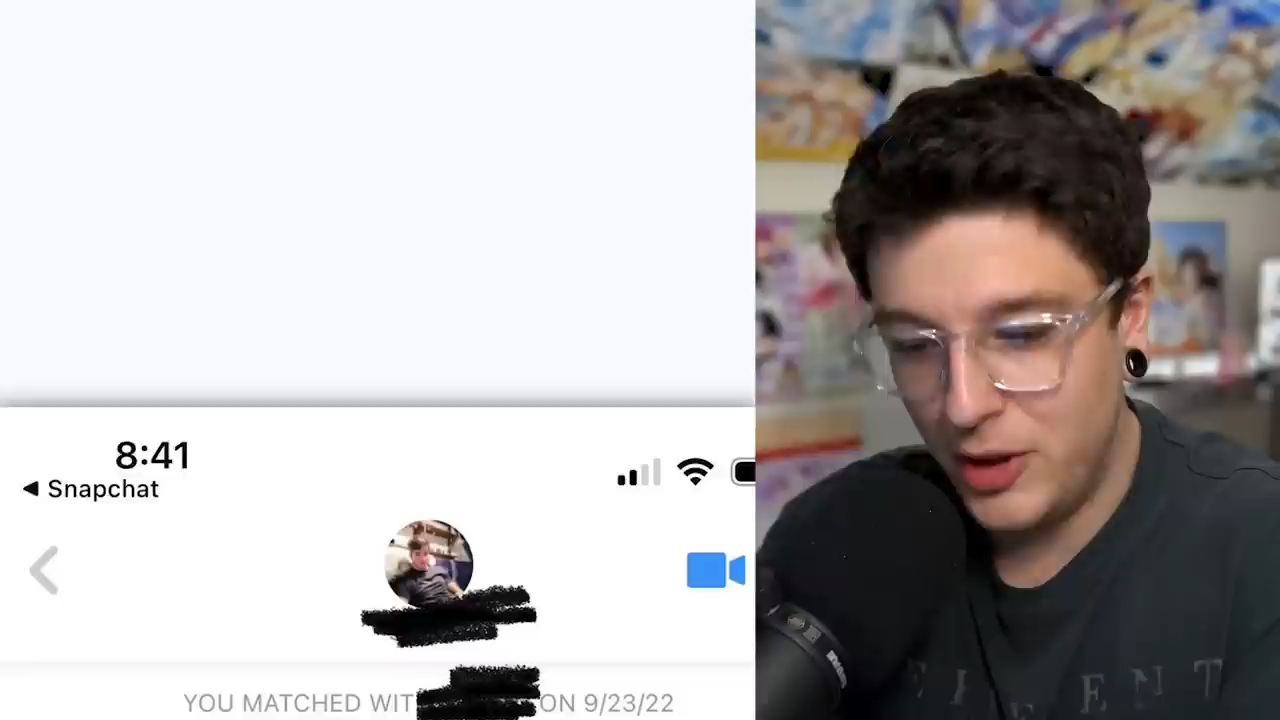 8:41
◀ Snapchat
YOU MATCHED WIT ON 9/23/22